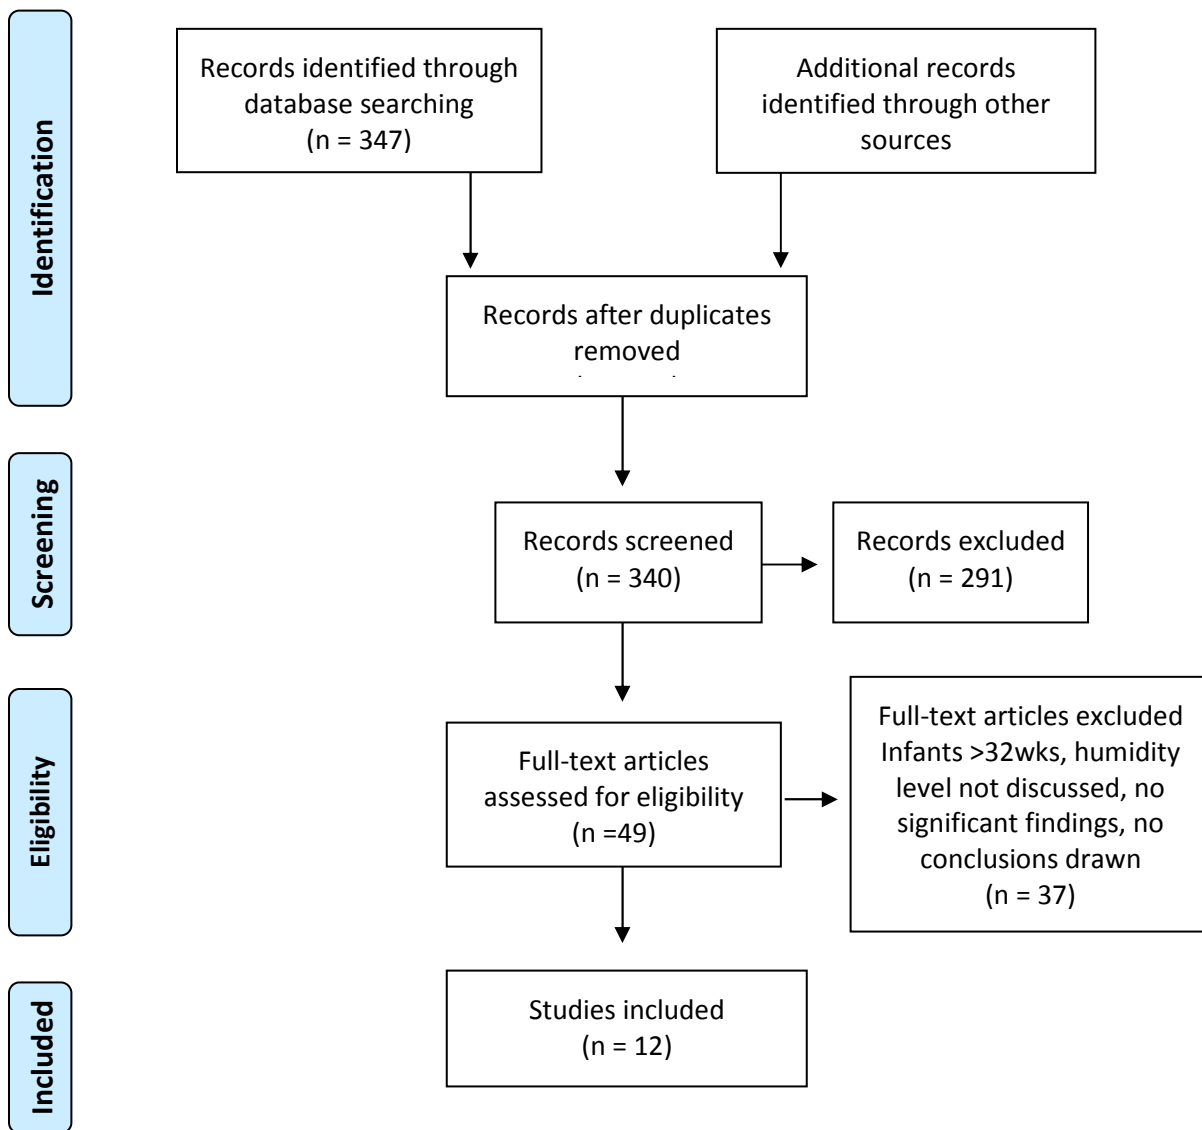 Identification
Records identified through
database searching
(n = 347)
Additional records
identified through other
sources
Records after duplicates
removed
Screening
Records screened
(n = 340)
Records excluded
(n = 291)
Eligibility
Full-text articles
assessed for eligibility
(n =49)
Full-text articles excluded
Infants >32wks, humidity
level not discussed, no
significant findings, no
conclusions drawn
(n = 37)
Included
Studies included
(n = 12)